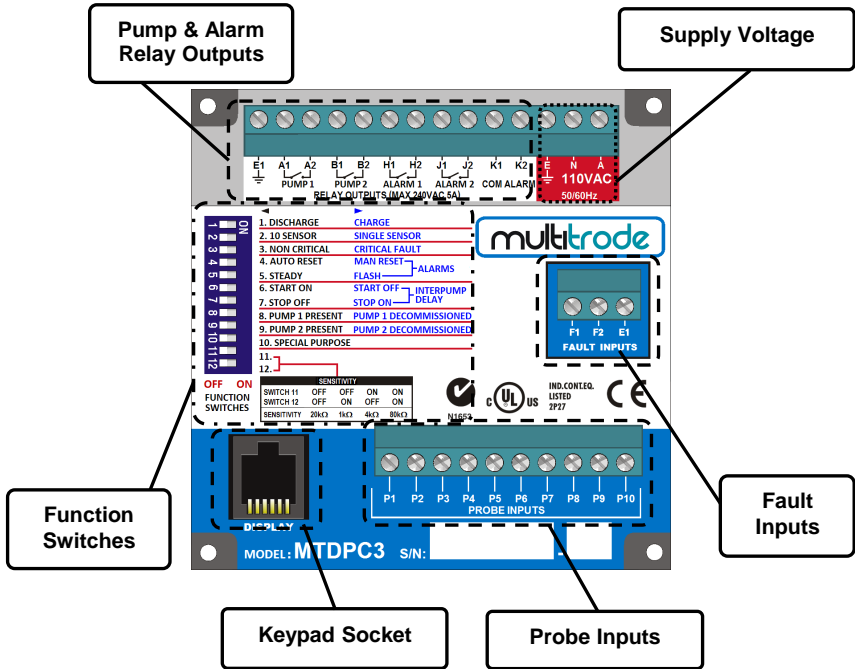 Pump & Alarm
Relay Outputs
Supply Voltage
E1 A1 A2 B1 B2 H1 H2 J1 J2 K1 K2 E N A
PUMP 1 PUMP 2 ALARM 1 ALARM 2 COM ALARM
RELAY OUTPUTS (MAX 240VAC 5A)
110VAC
50/60Hz
ON
1 2 3 4 5 6 7 8 9 10 11 12
OFF ON
FUNCTION
SWITCHES
1. DISCHARGE CHARGE
2. 10 SENSOR SINGLE SENSOR
3. NON CRITICAL CRITICAL FAULT
4. AUTO RESET MAN RESET
ALARMS
5. STEADY FLASH
6. START ON START OFF
INTERPUMP
DELAY
7. STOP OFF STOP ON
8. PUMP 1 PRESENT PUMP 1 DECOMMISSIONED
9. PUMP 2 PRESENT PUMP 2 DECOMMISSIONED
10. SPECIAL PURPOSE
11.
12.
SENSITIVITY
SWITCH 11 OFF OFF ON ON
SWITCH 12 OFF ON OFF ON
SENSITIVITY 20kΩ 1kΩ 4kΩ 80kΩ
multitrode
F1 F2 E1
FAULT INPUTS
N1652
C UL US
IND.CONT.EQ.
LISTED
2P27
CE
P1 P2 P3 P4 P5 P6 P7 P8 P9 P10
PROBE INPUTS
DISPLAY
MODEL: MTDPC3 S/N: -
Function
Switches
Fault
Inputs
Keypad Socket
Probe Inputs